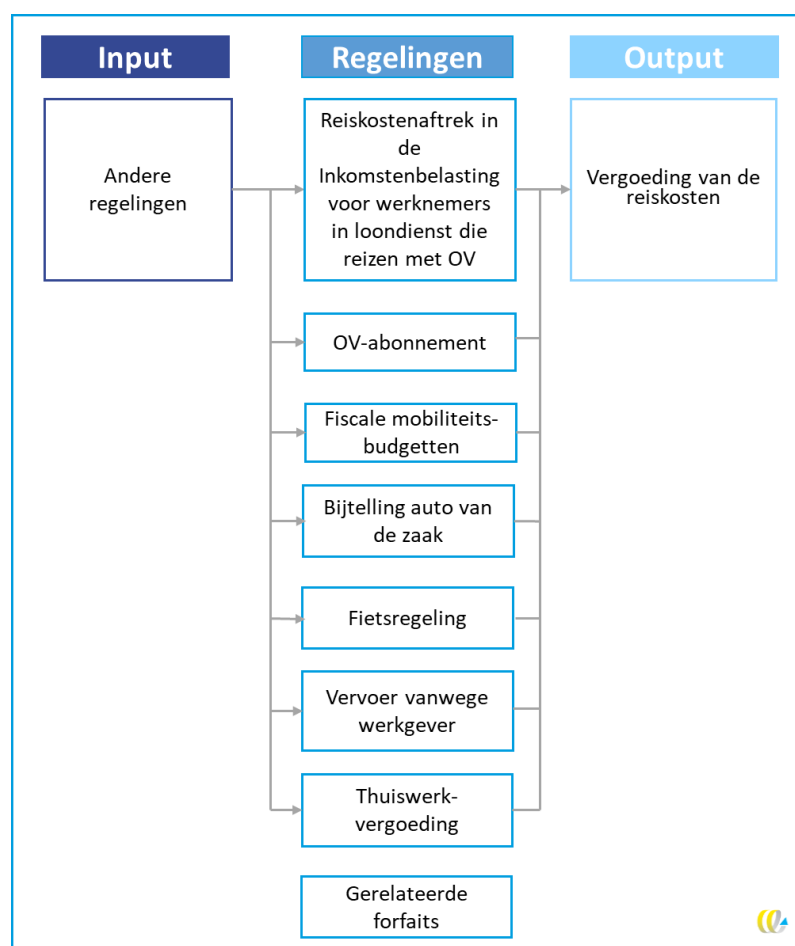 Input
Regelingen
Output
Andere
regelingen
Reiskostenaftrek in
de
Inkomstenbelasting
voor werknemers
in loondienst die
reizen met OV
Vergoeding van de
reiskosten
OV-abonnement
Fiscale mobiliteits-
budgetten
Bijtelling auto van
de zaak
Fietsregeling
Vervoer vanwege
werkgever
Thuiswerk-
vergoeding
Gerelateerde
forfaits